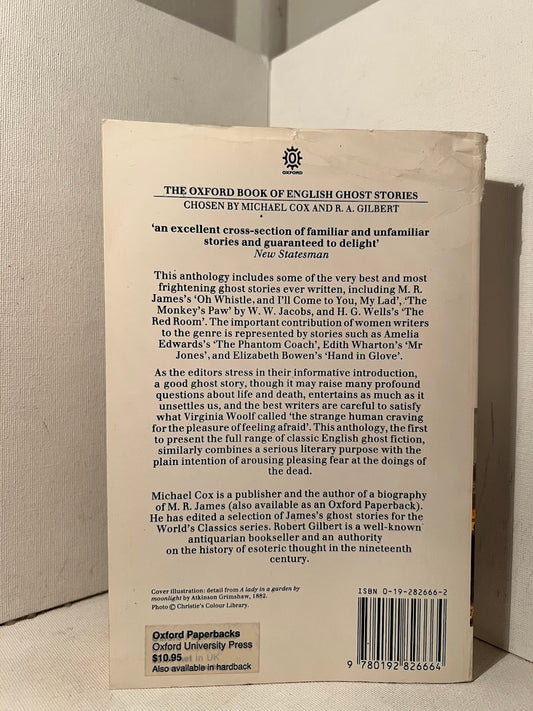 OXFORD
THE OXFORD BOOK OF ENGLISH GHOST STORIES
CHOSEN BY MICHAEL COX AND R. A. GILBERT
'an excellent cross-section of familiar and unfamiliar
stories and guaranteed to delight'
New Statesman
This anthology includes some of the very best and most
frightening ghost stories ever written, including M. R.
James's 'Oh Whistle, and I'll Come to You, My Lad', 'The
Monkey's Paw' by W. W. Jacobs, and H. G. Wells's 'The
Red Room'. The important contribution of women writers
to the genre is represented by stories such as Amelia
Edwards's 'The Phantom Coach', Edith Wharton's 'Mr
Jones', and Elizabeth Bowen's 'Hand in Glove'.
As the editors stress in their informative introduction,
a good ghost story, though it may raise many profound
questions about life and death, entertains as much as it
unsettles us, and the best writers are careful to satisfy
what Virginia Woolf called 'the strange human craving
for the pleasure of feeling afraid'. This anthology, the first
to present the full range of classic English ghost fiction,
similarly combines a serious literary purpose with the
plain intention of arousing pleasing fear at the doings of
the dead.
Michael Cox is a publisher and the author of a biography
of M. R. James (also available as an Oxford Paperback).
He has edited a selection of James's ghost stories for the
World's Classics series. Robert Gilbert is a well-known
antiquarian bookseller and an authority
on the history of esoteric thought in the nineteenth
century.
Cover illustration: detail from A lady in a garden by
moonlight by Atkinson Grimshaw, 1882.
Photo © Christie's Colour Library.
Oxford Paperbacks
Oxford University Press
$10.95 net in UK
Also available in hardback
ISBN 0-19-282666-2
9 780192 826664